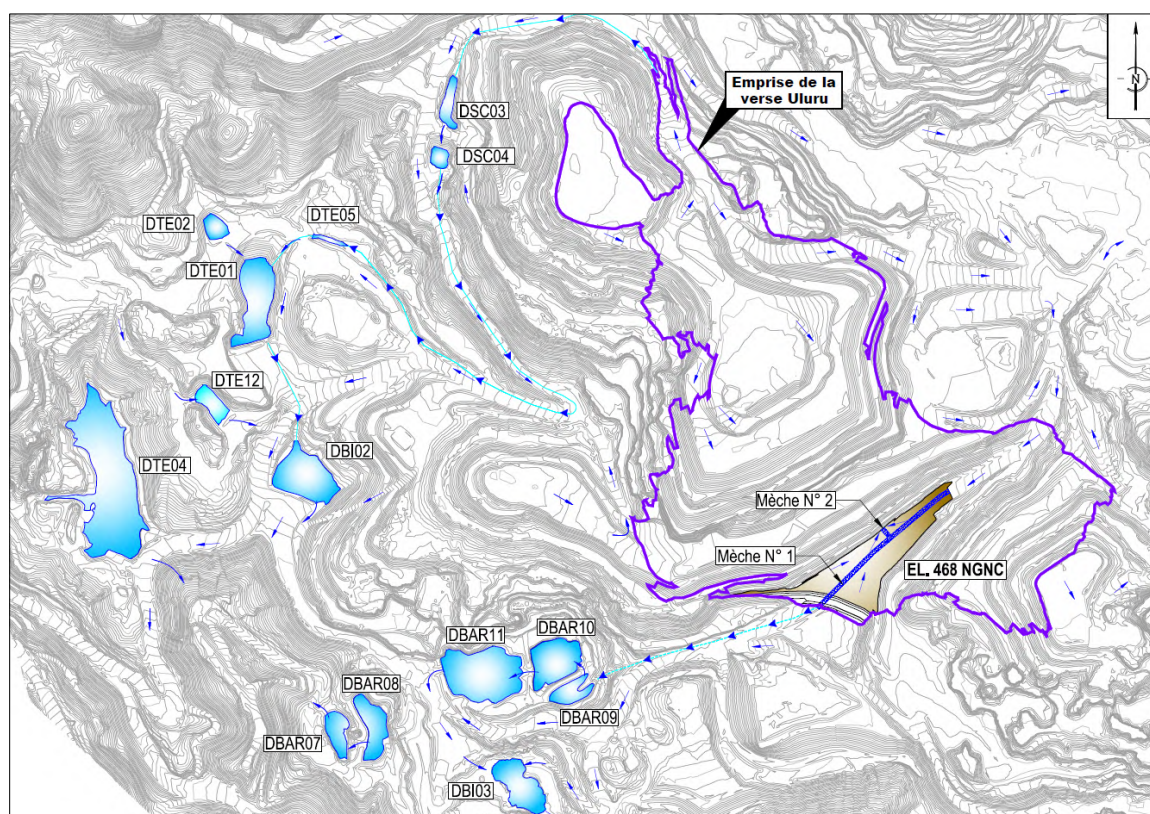 N
Emprise de la
verse Uluru
DSC03
DSC04
DTE02
DTE05
DTE01
DTE12
DTE04
DBI02
Mèche N° 2
Mèche N° 1
EL. 468 NGNC
DBAR11
DBAR10
DBAR09
DBAR08
DBAR07
DBI03